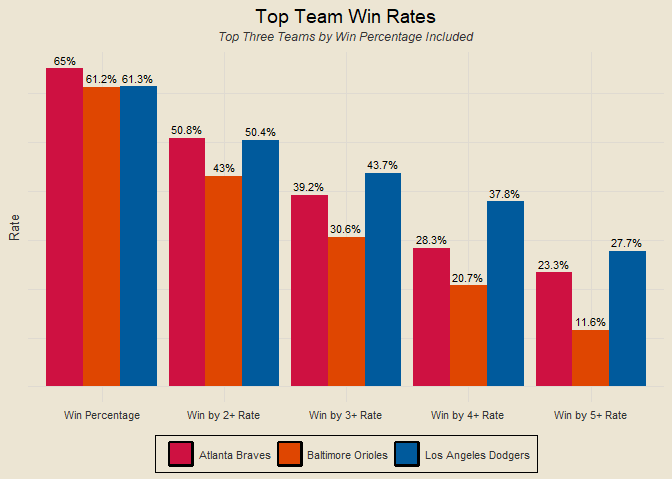 Top Team Win Rates
Top Three Teams by Win Percentage Included
65%
61.2%
61.3%
50.8%
43%
50.4%
39.2%
30.6%
43.7%
28.3%
20.7%
37.8%
23.3%
11.6%
27.7%
Rate
Win Percentage
Win by 2+ Rate
Win by 3+ Rate
Win by 4+ Rate
Win by 5+ Rate
Atlanta Braves
Baltimore Orioles
Los Angeles Dodgers